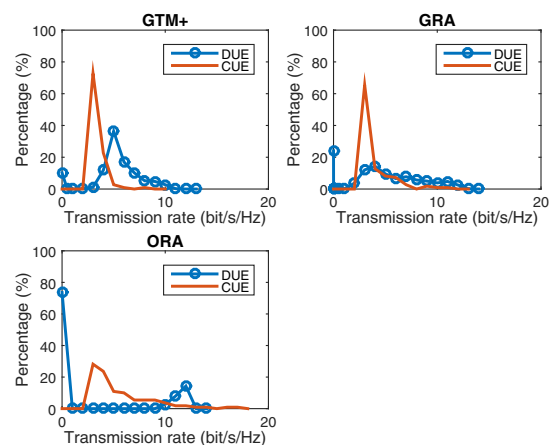 GTM+
100
80
60
40
20
0
0
10
20
Percentage (%)
Transmission rate (bit/s/Hz)
DUE
CUE
GRA
100
80
60
40
20
0
0
10
20
Percentage (%)
Transmission rate (bit/s/Hz)
DUE
CUE
ORA
100
80
60
40
20
0
0
10
20
Percentage (%)
Transmission rate (bit/s/Hz)
DUE
CUE